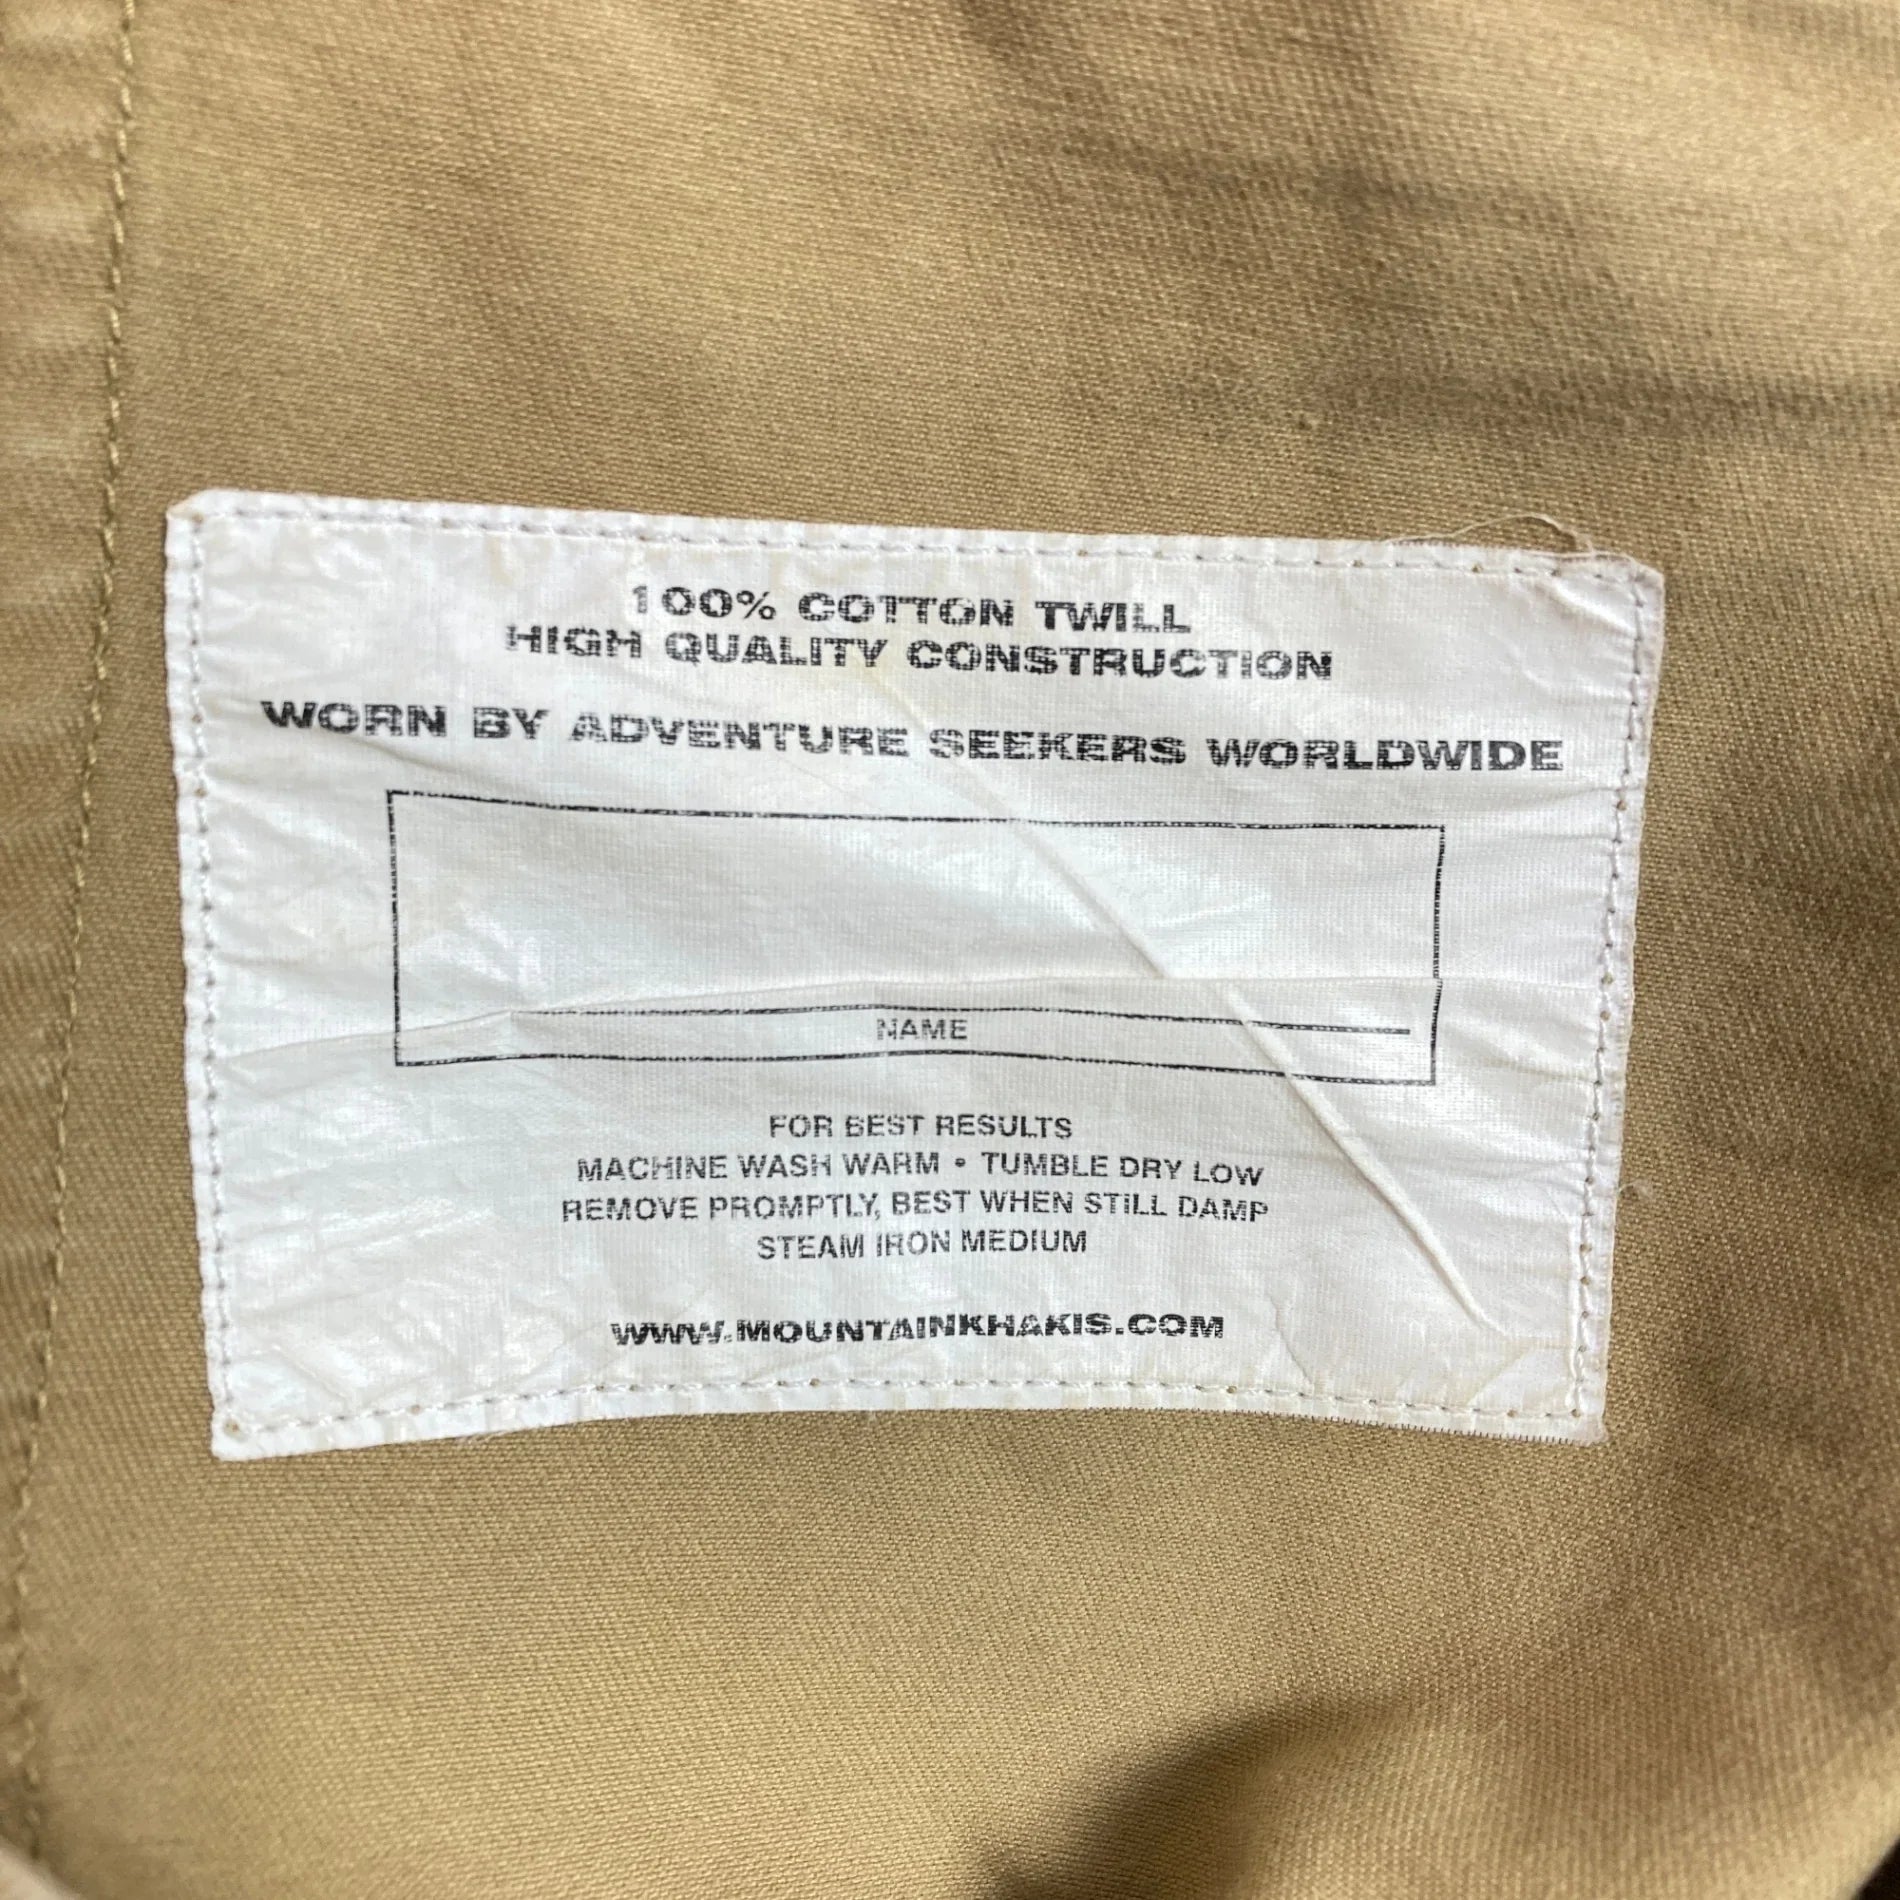 100% COTTON TWILL
HIGH QUALITY CONSTRUCTION
WORN BY ADVENTURE SEEKERS WORLDWIDE
NAME
FOR BEST RESULTS
MACHINE WASH WARM • TUMBLE DRY LOW
REMOVE PROMPTLY, BEST WHEN STILL DAMP
STEAM IRON MEDIUM
WWW.MOUNTAINKHAKIS.COM